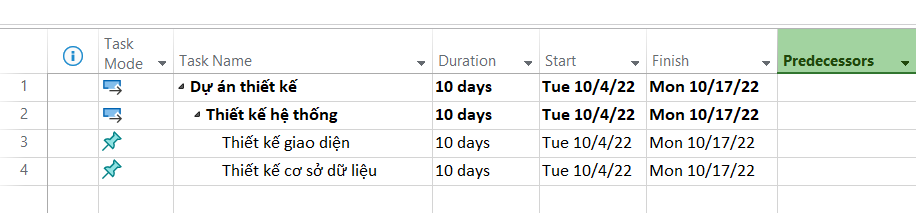 Task Mode Task Name Duration Start Finish Predecessors
1 Dự án thiết kế 10 days Tue 10/4/22 Mon 10/17/22
2 Thiết kế hệ thống 10 days Tue 10/4/22 Mon 10/17/22
3 Thiết kế giao diện 10 days Tue 10/4/22 Mon 10/17/22
4 Thiết kế cơ sở dữ liệu 10 days Tue 10/4/22 Mon 10/17/22